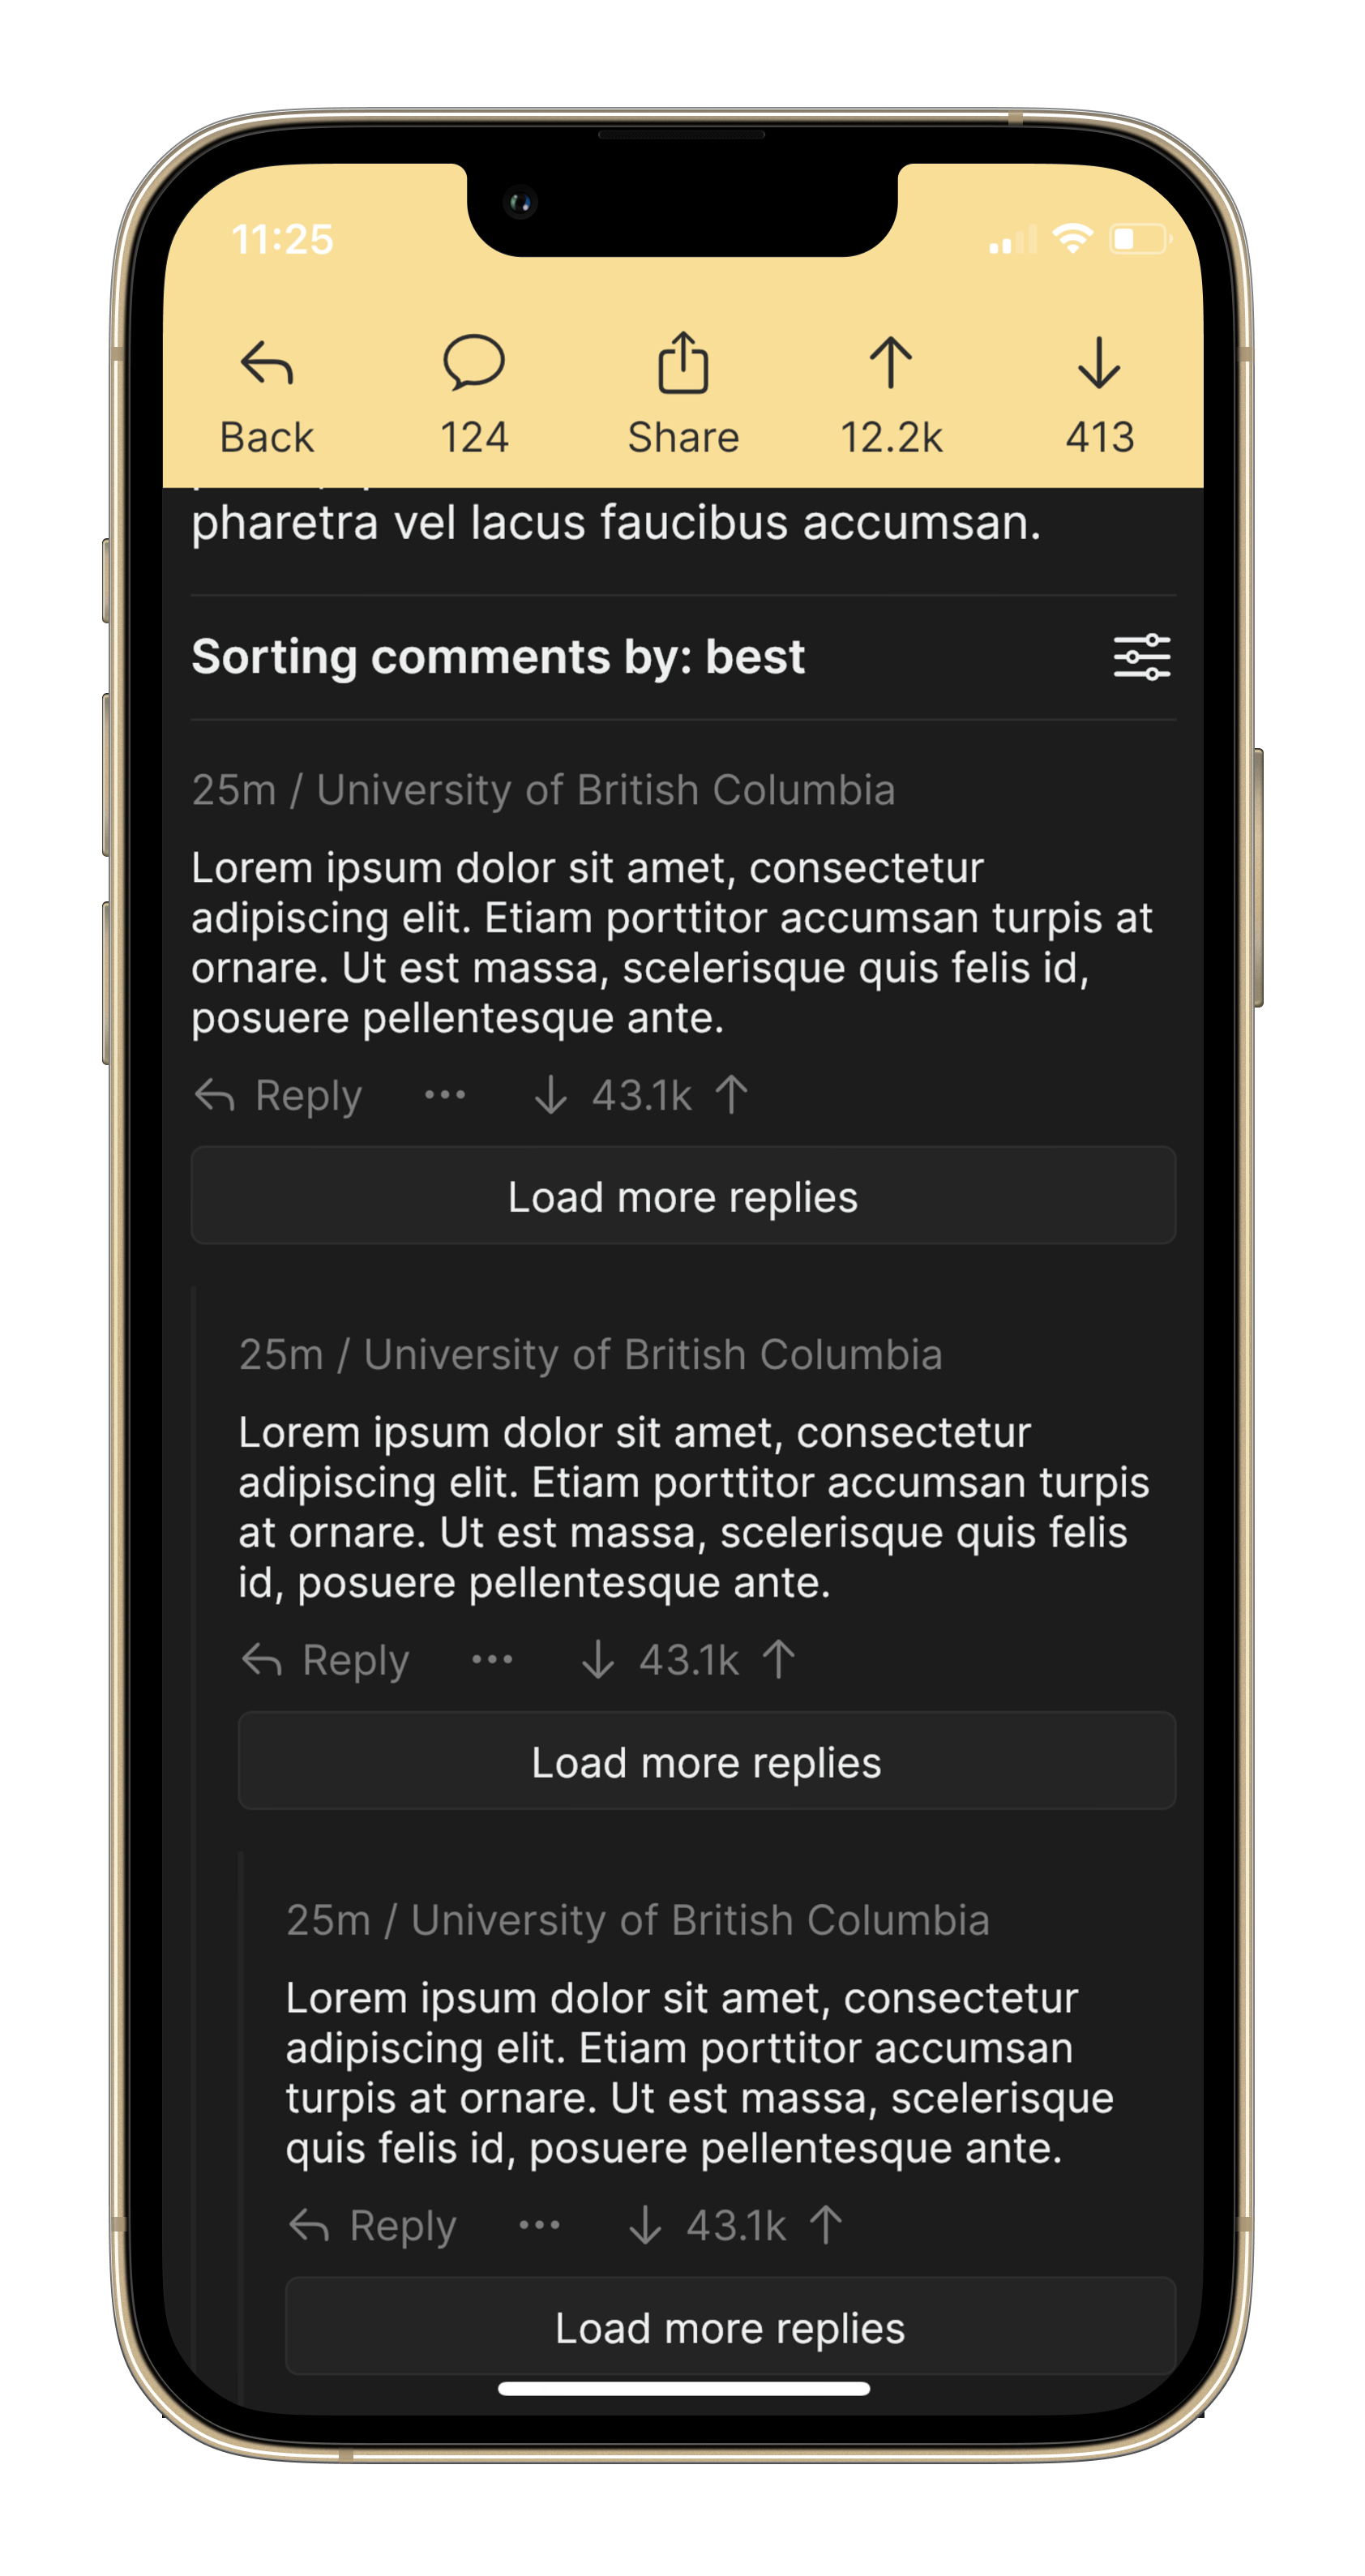 11:25
Back
124
Share
12.2k
413
pharetra vel lacus faucibus accumsan.
Sorting comments by: best
25m / University of British Columbia
Lorem ipsum dolor sit amet, consectetur
adipiscing elit. Etiam porttitor accumsan turpis at
ornare. Ut est massa, scelerisque quis felis id,
posuere pellentesque ante.
Reply
43.1k
Load more replies
25m / University of British Columbia
Lorem ipsum dolor sit amet, consectetur
adipiscing elit. Etiam porttitor accumsan turpis
at ornare. Ut est massa, scelerisque quis felis
id, posuere pellentesque ante.
Reply
43.1k
Load more replies
25m / University of British Columbia
Lorem ipsum dolor sit amet, consectetur
adipiscing elit. Etiam porttitor accumsan
turpis at ornare. Ut est massa, scelerisque
quis felis id, posuere pellentesque ante.
Reply
43.1k
Load more replies